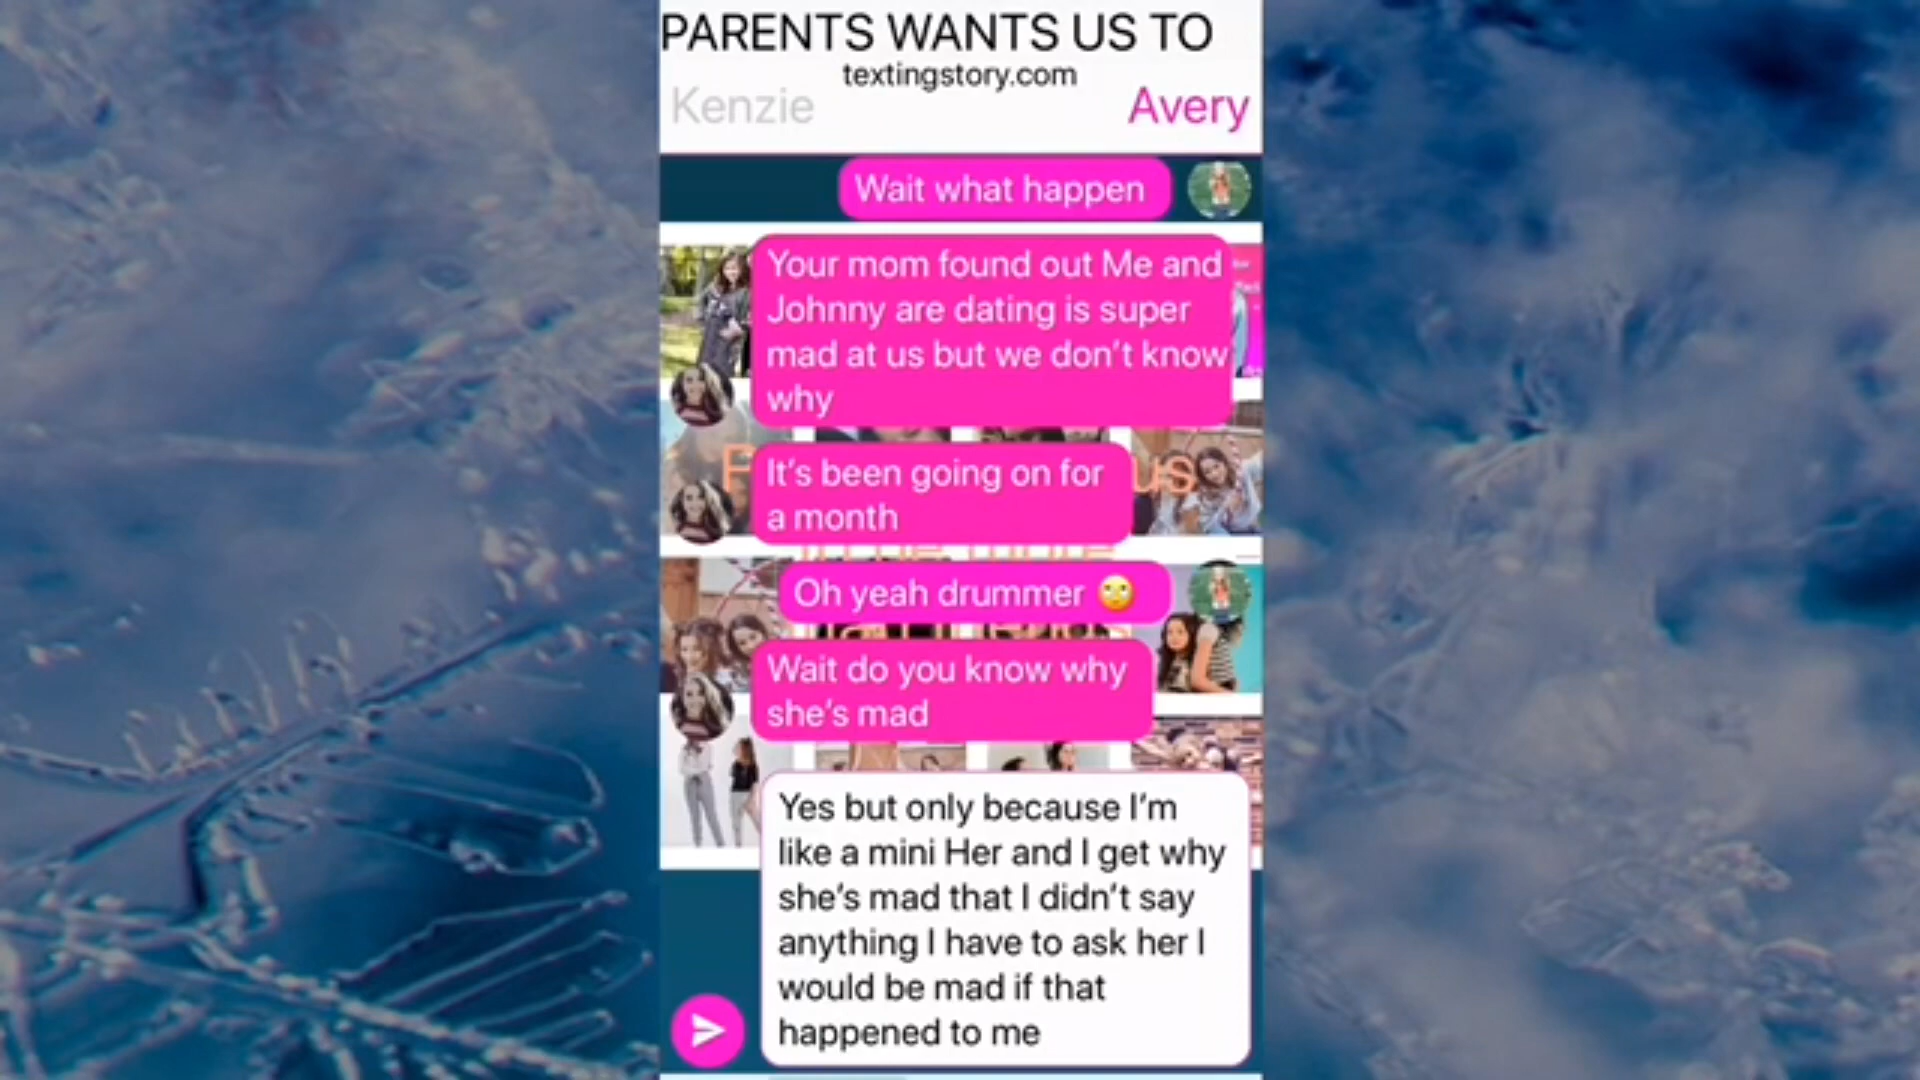 PARENTS WANTS US TO
textingstory.com
Kenzie
Avery
Wait what happen
Your mom found out Me and
Johnny are dating is super
mad at us but we don't know
why
us
It's been going on for
a month
Oh yeah drummer 🙄
Wait do you know why
she's mad
Yes but only because I'm
like a mini Her and I get why
she's mad that I didn't say
anything I have to ask her I
would be mad if that
happened to me